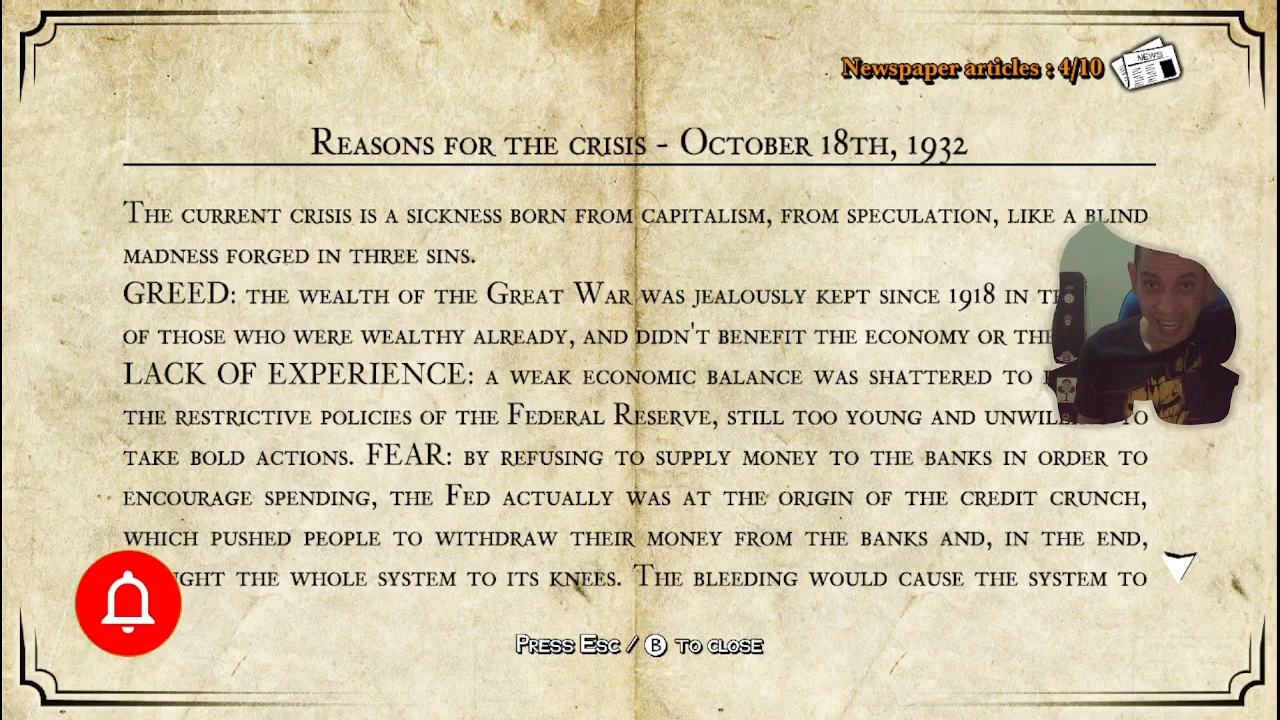 Newspaper articles : 4/10
NEWS
Reasons for the crisis - October 18th, 1932
The current crisis is a sickness born from capitalism, from speculation, like a blind
madness forged in three sins.
GREED: the wealth of the Great War was jealously kept since 1918 in
of those who were wealthy already, and didn't benefit the economy or
LACK OF EXPERIENCE: a weak economic balance was shattered to
the restrictive policies of the Federal Reserve, still too young and to
take bold actions. FEAR: by refusing to supply money to the banks in order to
encourage spending, the Fed actually was at the origin of the credit crunch,
which pushed people to withdraw their money from the banks and, in the end,
the whole system to its knees. The bleeding would cause the system to
Press Esc / B to close